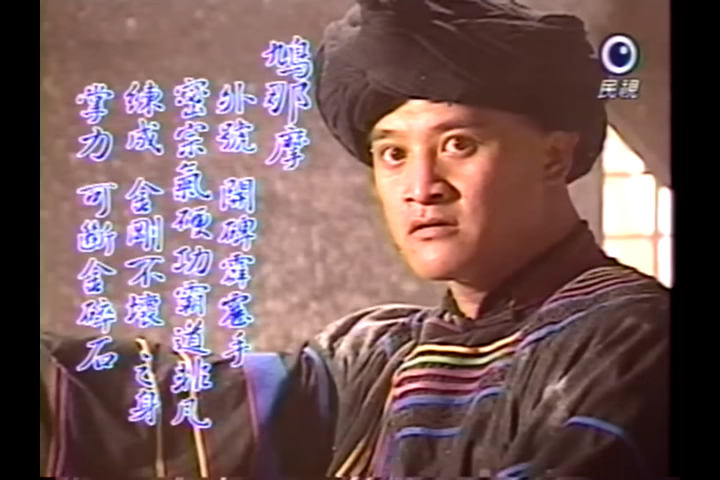 鳩那摩
外號 開碑霹靂手
密宗氣硬功霸道非凡
練成 金剛不壞之身
掌力 可斷金碎石
民視